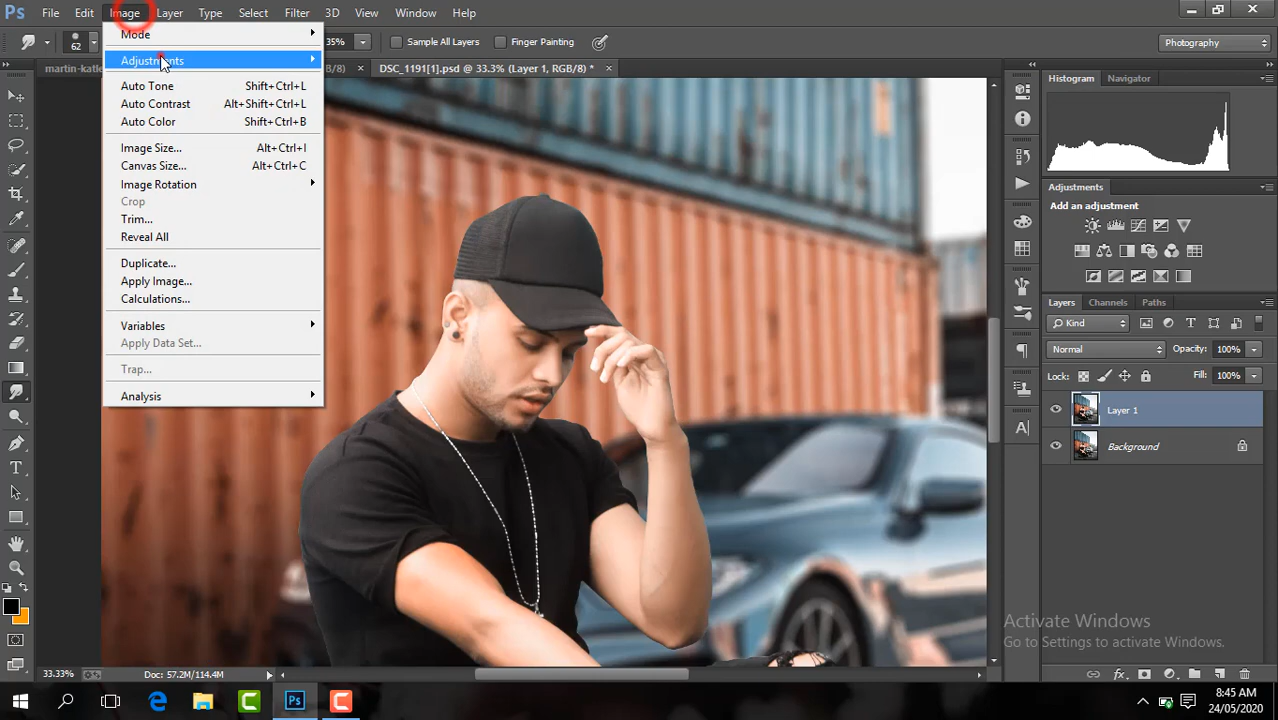 Ps File Edit Image Layer Type Select Filter 3D View Window Help
62 35% Sample All Layers Finger Painting Photography
DSC_1191[1].psd @ 33.3% (Layer 1, RGB/8) *
Mode
Adjustments
Auto Tone Shift+Ctrl+L
Auto Contrast Alt+Shift+Ctrl+L
Auto Color Shift+Ctrl+B
Image Size... Alt+Ctrl+I
Canvas Size... Alt+Ctrl+C
Image Rotation
Crop
Trim...
Reveal All
Duplicate...
Apply Image...
Calculations...
Variables
Apply Data Set...
Trap...
Analysis
Histogram Navigator
Adjustments
Add an adjustment
Layers Channels Paths
Kind
Normal Opacity: 100%
Lock: Fill: 100%
Layer 1
Background
Activate Windows
Go to Settings to activate Windows.
33.33% Doc: 57.2M/114.4M
8:45 AM
24/05/2020